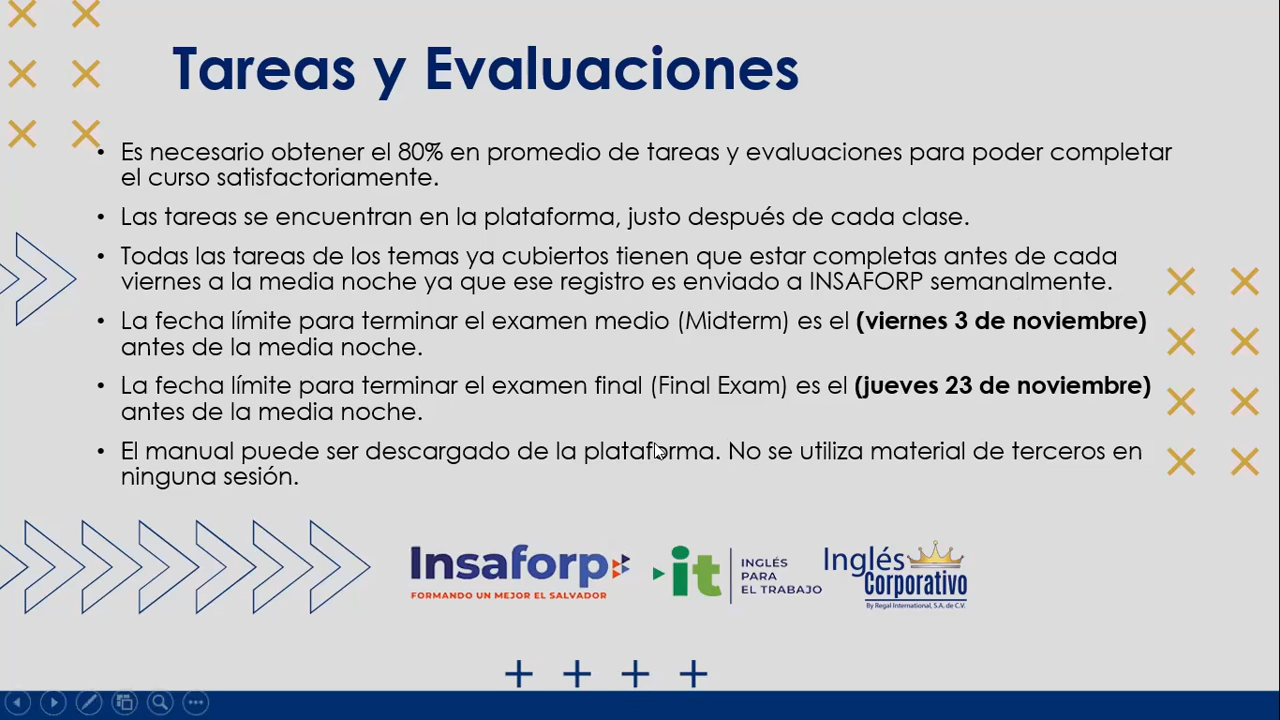 Tareas y Evaluaciones
• Es necesario obtener el 80% en promedio de tareas y evaluaciones para poder completar
el curso satisfactoriamente.
• Las tareas se encuentran en la plataforma, justo después de cada clase.
• Todas las tareas de los temas ya cubiertos tienen que estar completas antes de cada
viernes a la media noche ya que ese registro es enviado a INSAFORP semanalmente.
• La fecha límite para terminar el examen medio (Midterm) es el (viernes 3 de noviembre)
antes de la media noche.
• La fecha límite para terminar el examen final (Final Exam) es el (jueves 23 de noviembre)
antes de la media noche.
• El manual puede ser descargado de la plataforma. No se utiliza material de terceros en
ninguna sesión.
Insaforp
FORMANDO UN MEJOR EL SALVADOR
it
INGLÉS
PARA
EL TRABAJO
Inglés
Corporativo
By Regal International, S.A. de C.V.